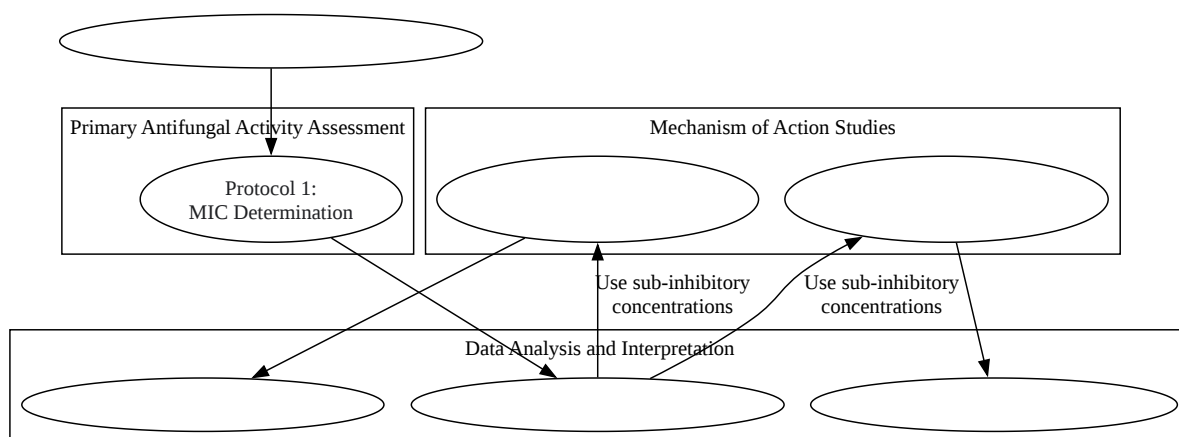 Primary Antifungal Activity Assessment
Mechanism of Action Studies
Protocol 1:
MIC Determination
Use sub-inhibitory
concentrations
Use sub-inhibitory
concentrations
Data Analysis and Interpretation